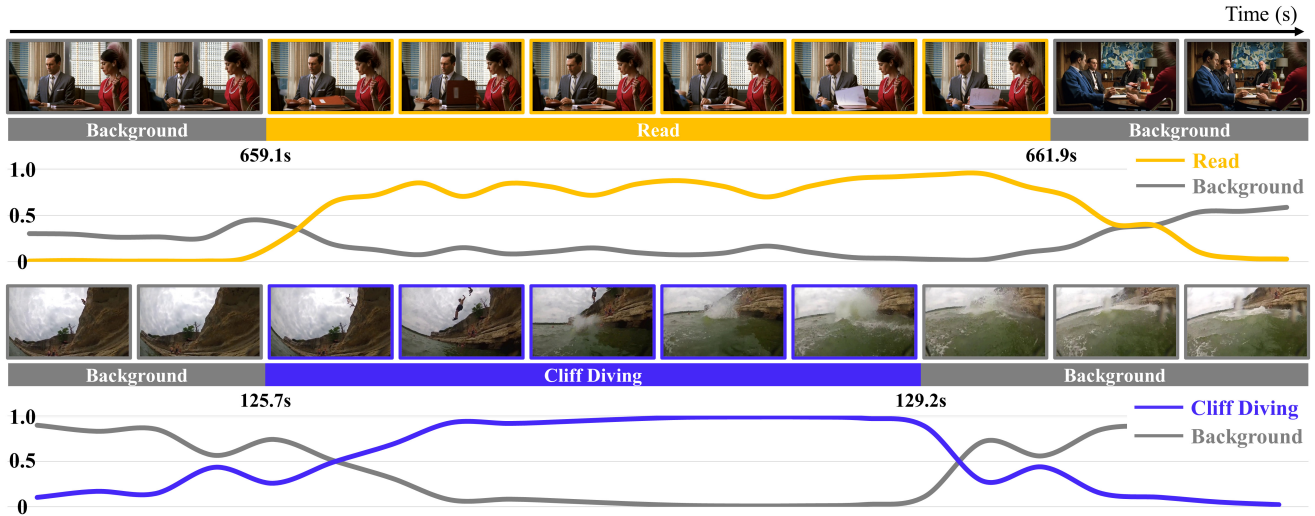 Time (s)
Background Read Background
659.1s 661.9s
1.0
0.5
0
Read
Background
Background Cliff Diving Background
125.7s 129.2s
1.0
0.5
0
Cliff Diving
Background